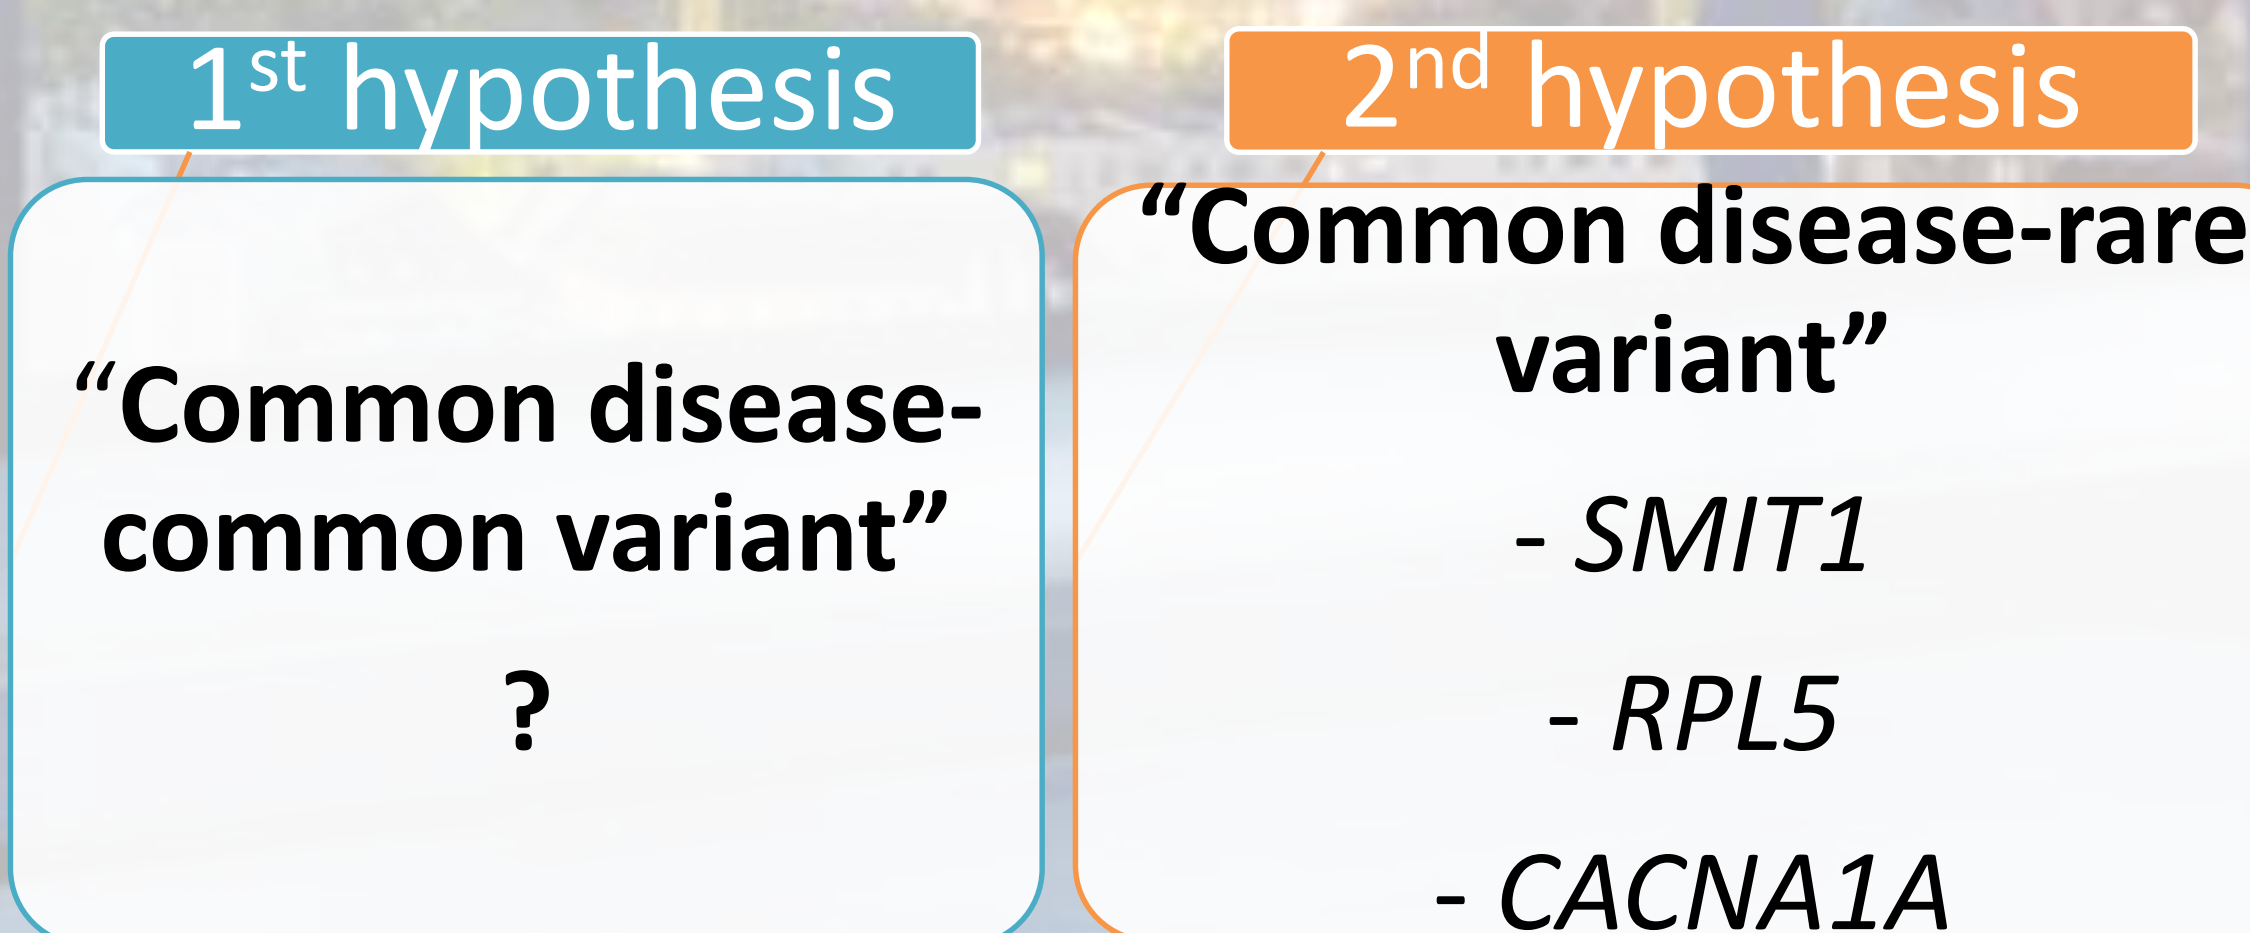 1st hypothesis
“Common disease-
common variant”
?
2nd hypothesis
“Common disease-rare
variant”
- SMIT1
- RPL5
- CACNA1A